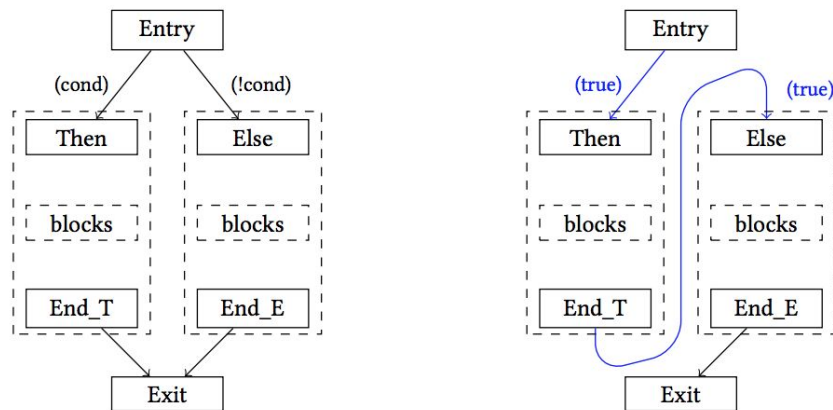 Entry
(cond)
(!cond)
Then
Else
blocks
blocks
End_T
End_E
Exit
Entry
(true)
(true)
Then
Else
blocks
blocks
End_T
End_E
Exit